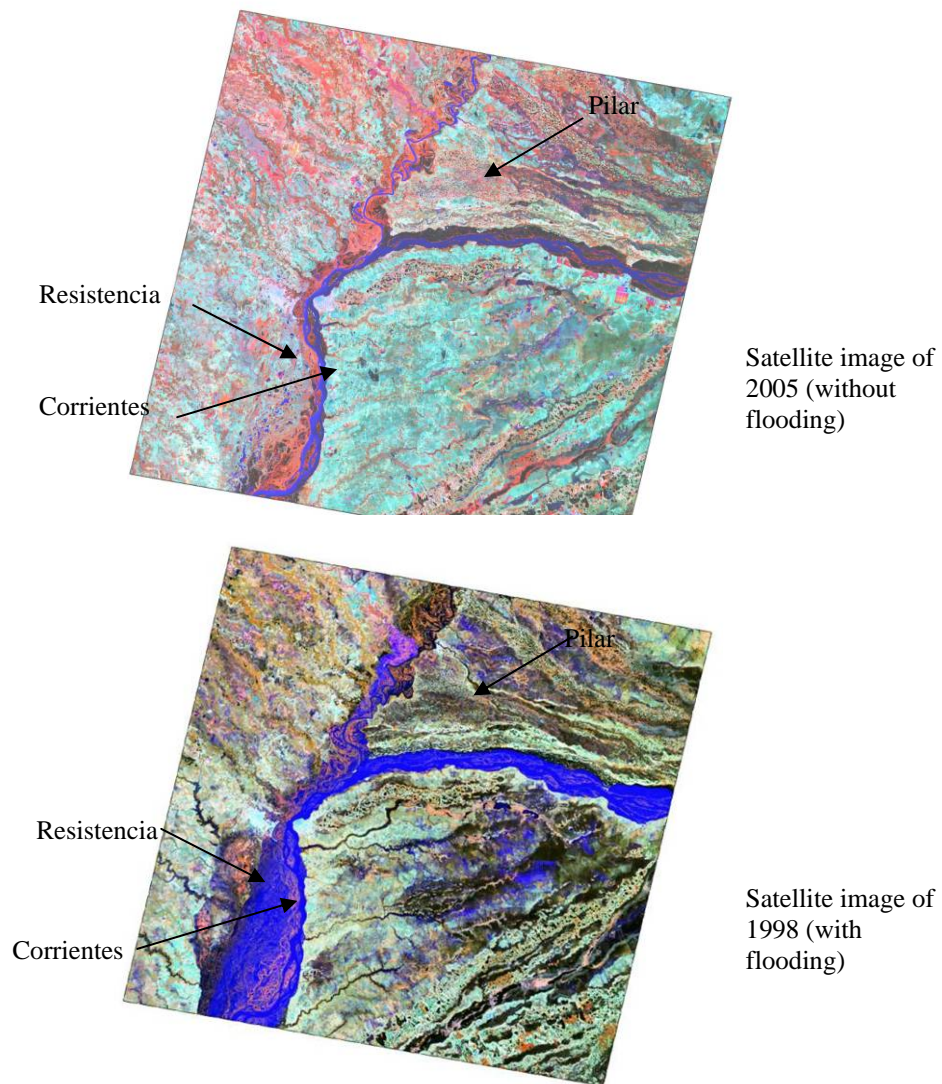 Pilar
Resistencia
Corrientes
Satellite image of
2005 (without
flooding)
Pilar
Resistencia
Corrientes
Satellite image of
1998 (with
flooding)